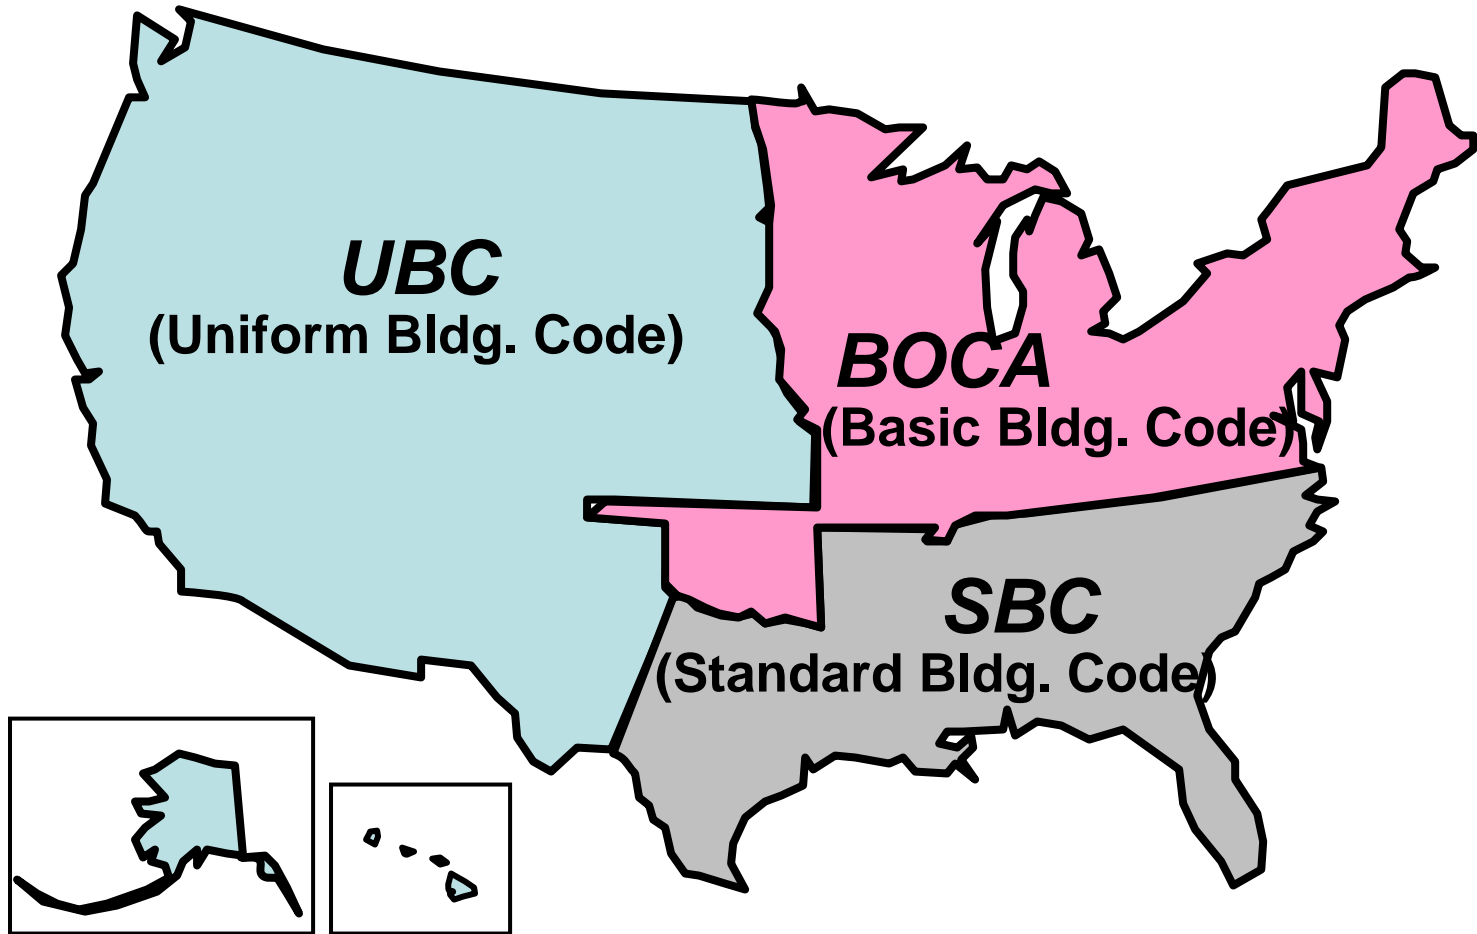 UBC
(Uniform Bldg. Code)
BOCA
(Basic Bldg. Code)
SBC
(Standard Bldg. Code)